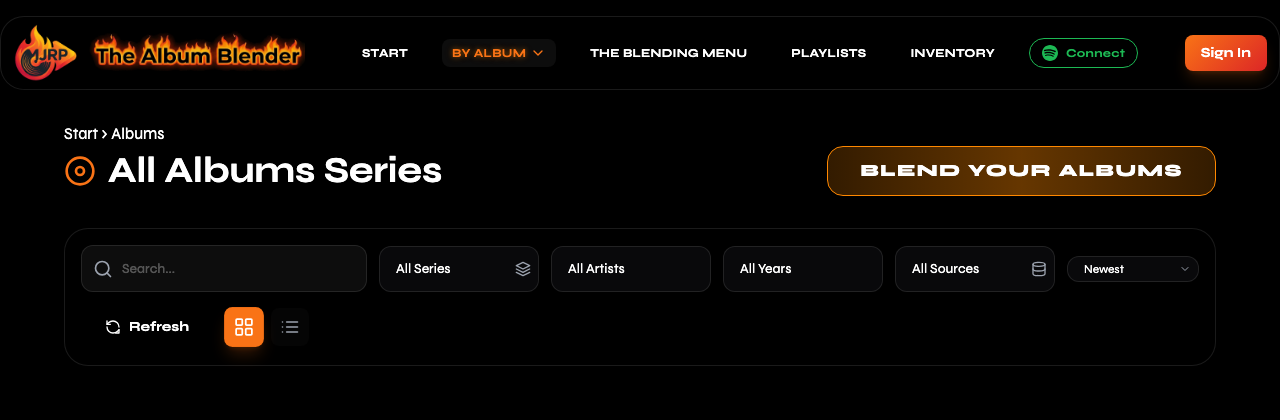 JRP The Album Blender START BY ALBUM THE BLENDING MENU PLAYLISTS INVENTORY Connect Sign In
Start › Albums
All Albums Series BLEND YOUR ALBUMS
Search... All Series All Artists All Years All Sources Newest
Refresh